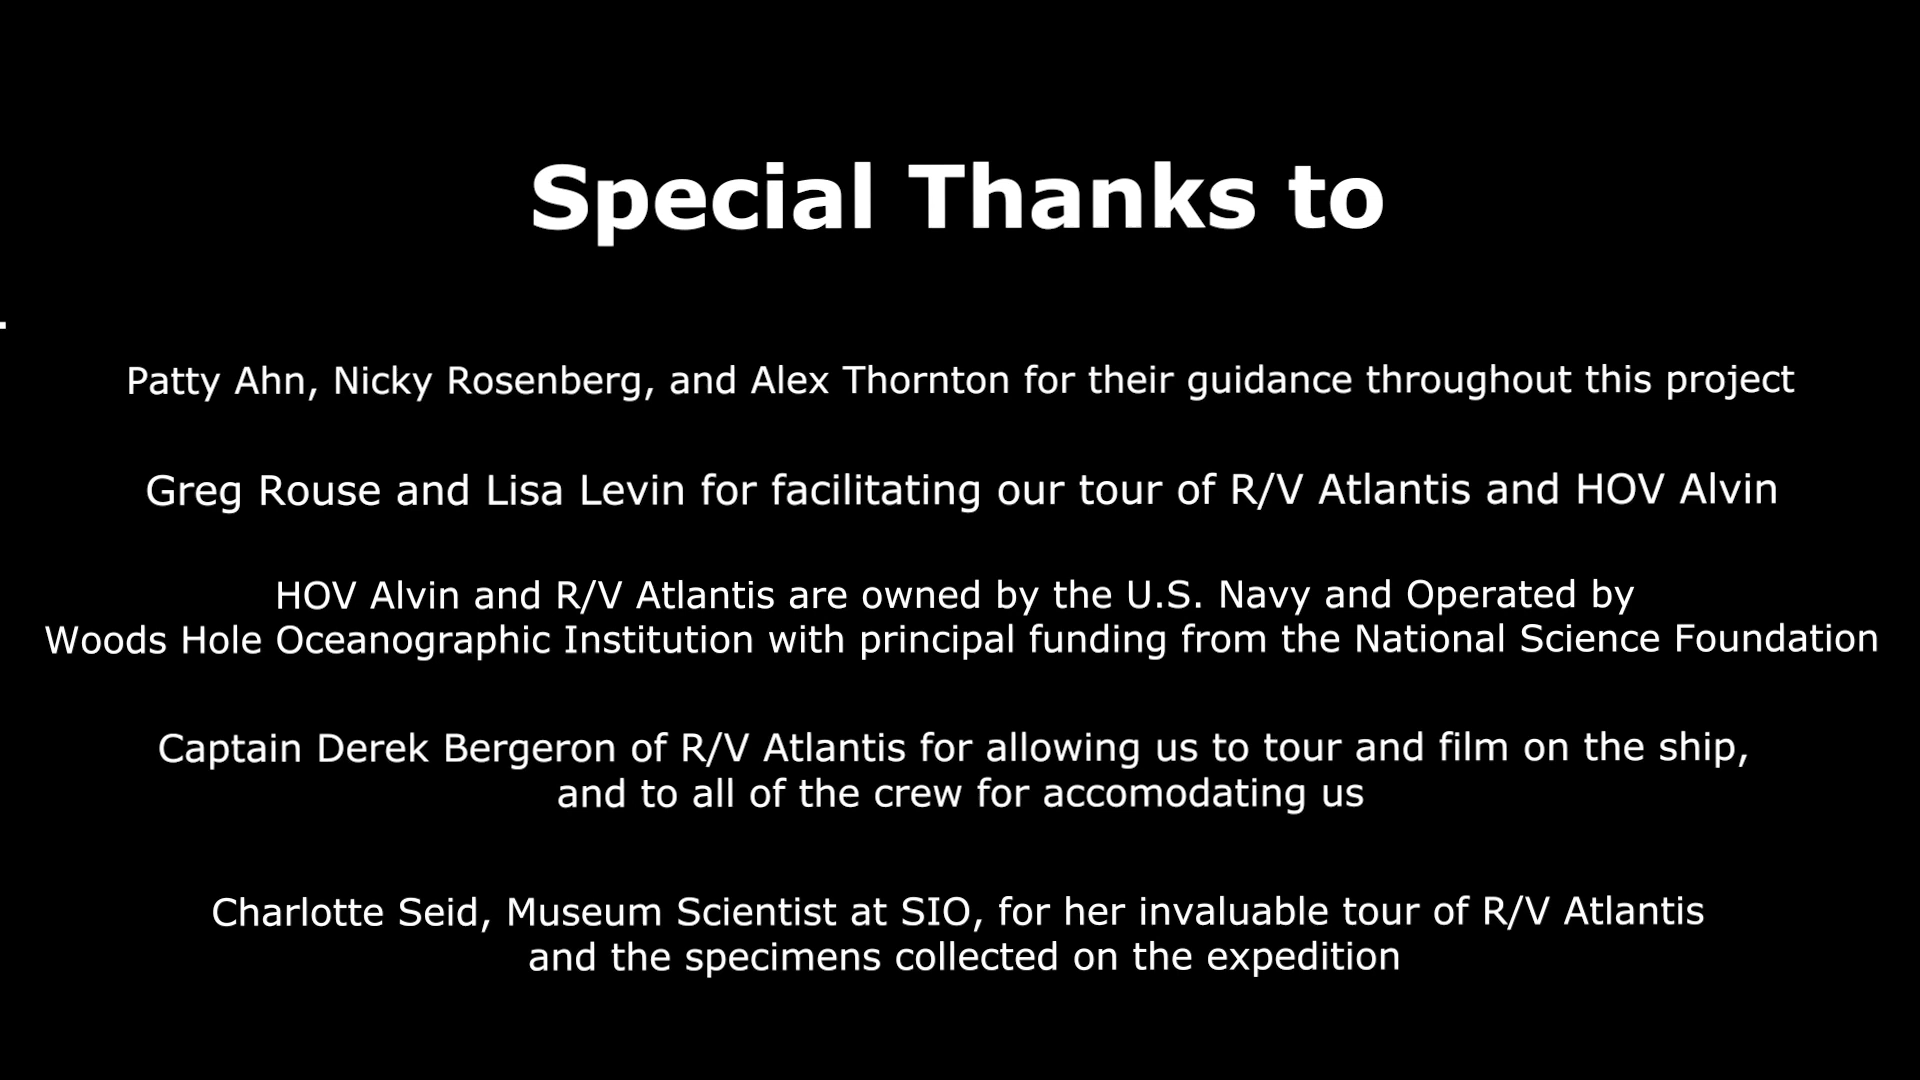 Special Thanks to
Patty Ahn, Nicky Rosenberg, and Alex Thornton for their guidance throughout this project
Greg Rouse and Lisa Levin for facilitating our tour of R/V Atlantis and HOV Alvin
HOV Alvin and R/V Atlantis are owned by the U.S. Navy and Operated by
Woods Hole Oceanographic Institution with principal funding from the National Science Foundation
Captain Derek Bergeron of R/V Atlantis for allowing us to tour and film on the ship,
and to all of the crew for accomodating us
Charlotte Seid, Museum Scientist at SIO, for her invaluable tour of R/V Atlantis
and the specimens collected on the expedition